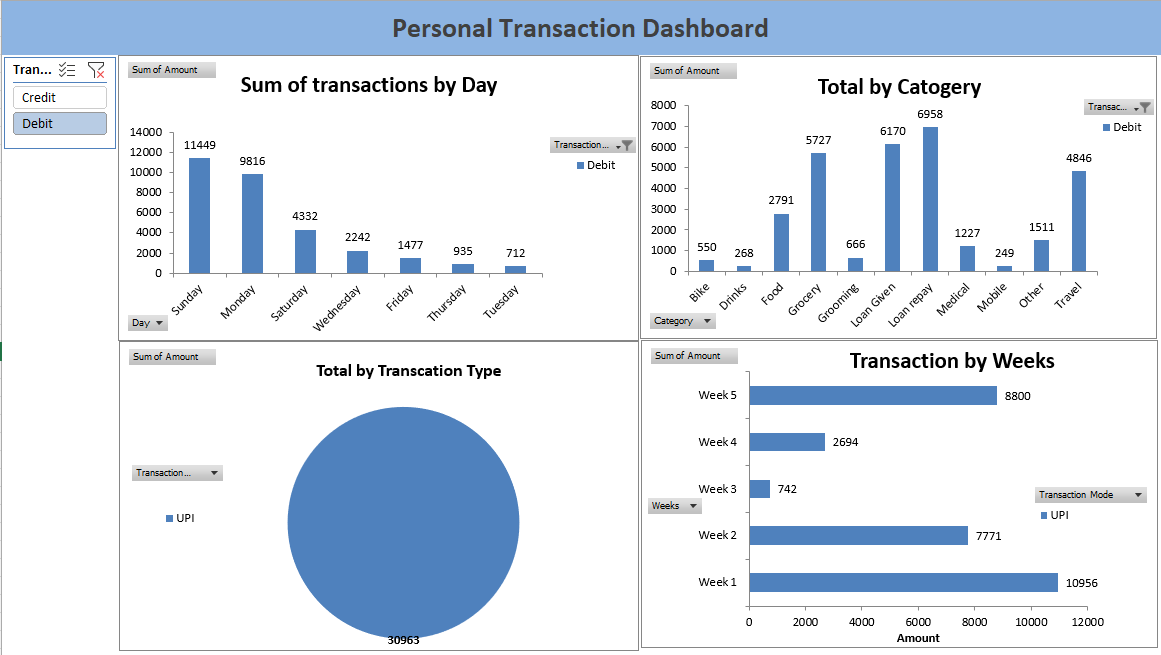 Personal Transaction Dashboard
Tran...
Credit
Debit
Sum of Amount
Sum of transactions by Day
14000
12000
10000
8000
6000
4000
2000
0
11449
9816
4332
2242
1477
935
712
Sunday
Monday
Saturday
Wednesday
Friday
Thursday
Tuesday
Transaction...
Debit
Day
Sum of Amount
Total by Catogery
8000
7000
6000
5000
4000
3000
2000
1000
0
550
268
2791
5727
666
6170
6958
1227
249
1511
4846
Bike
Drinks
Food
Grocery
Grooming
Loan Given
Loan repay
Medical
Mobile
Other
Travel
Transac...
Debit
Category
Sum of Amount
Total by Transcation Type
Transaction...
UPI
30963
Sum of Amount
Transaction by Weeks
Week 5
8800
Week 4
2694
Week 3
742
Week 2
7771
Week 1
10956
Weeks
Transaction Mode
UPI
0
2000
4000
6000
8000
10000
12000
Amount